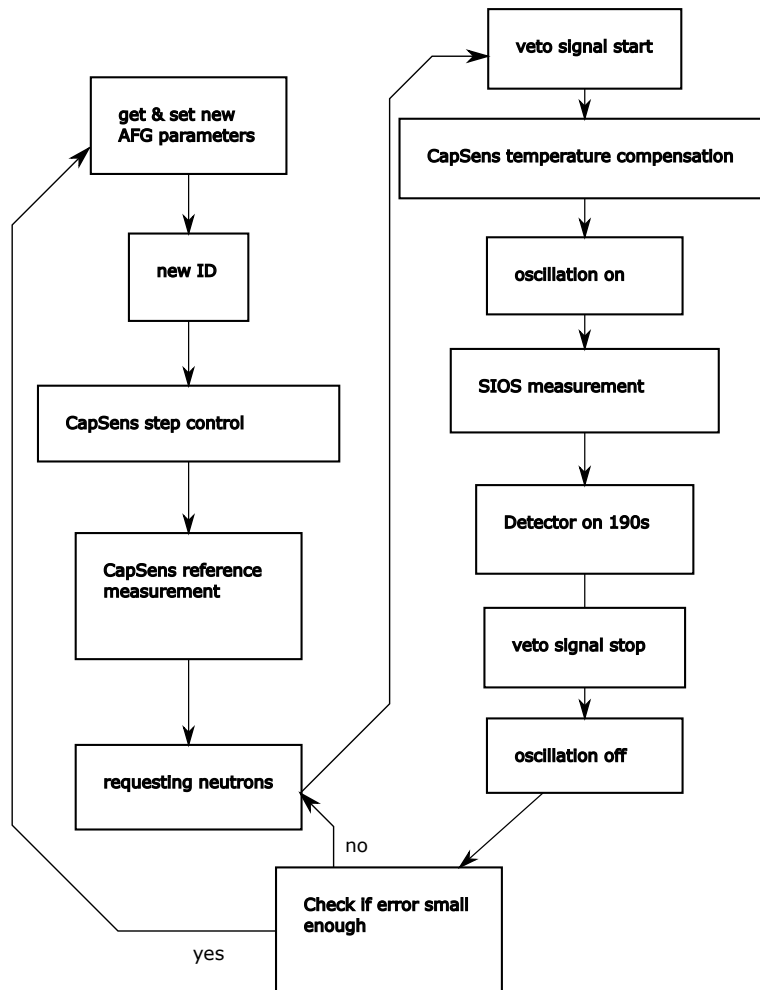 get & set new
AFG parameters
new ID
CapSens step control
CapSens reference
measurement
requesting neutrons
veto signal start
CapSens temperature compensation
oscillation on
SIOS measurement
Detector on 190s
veto signal stop
oscillation off
Check if error small
enough
no
yes